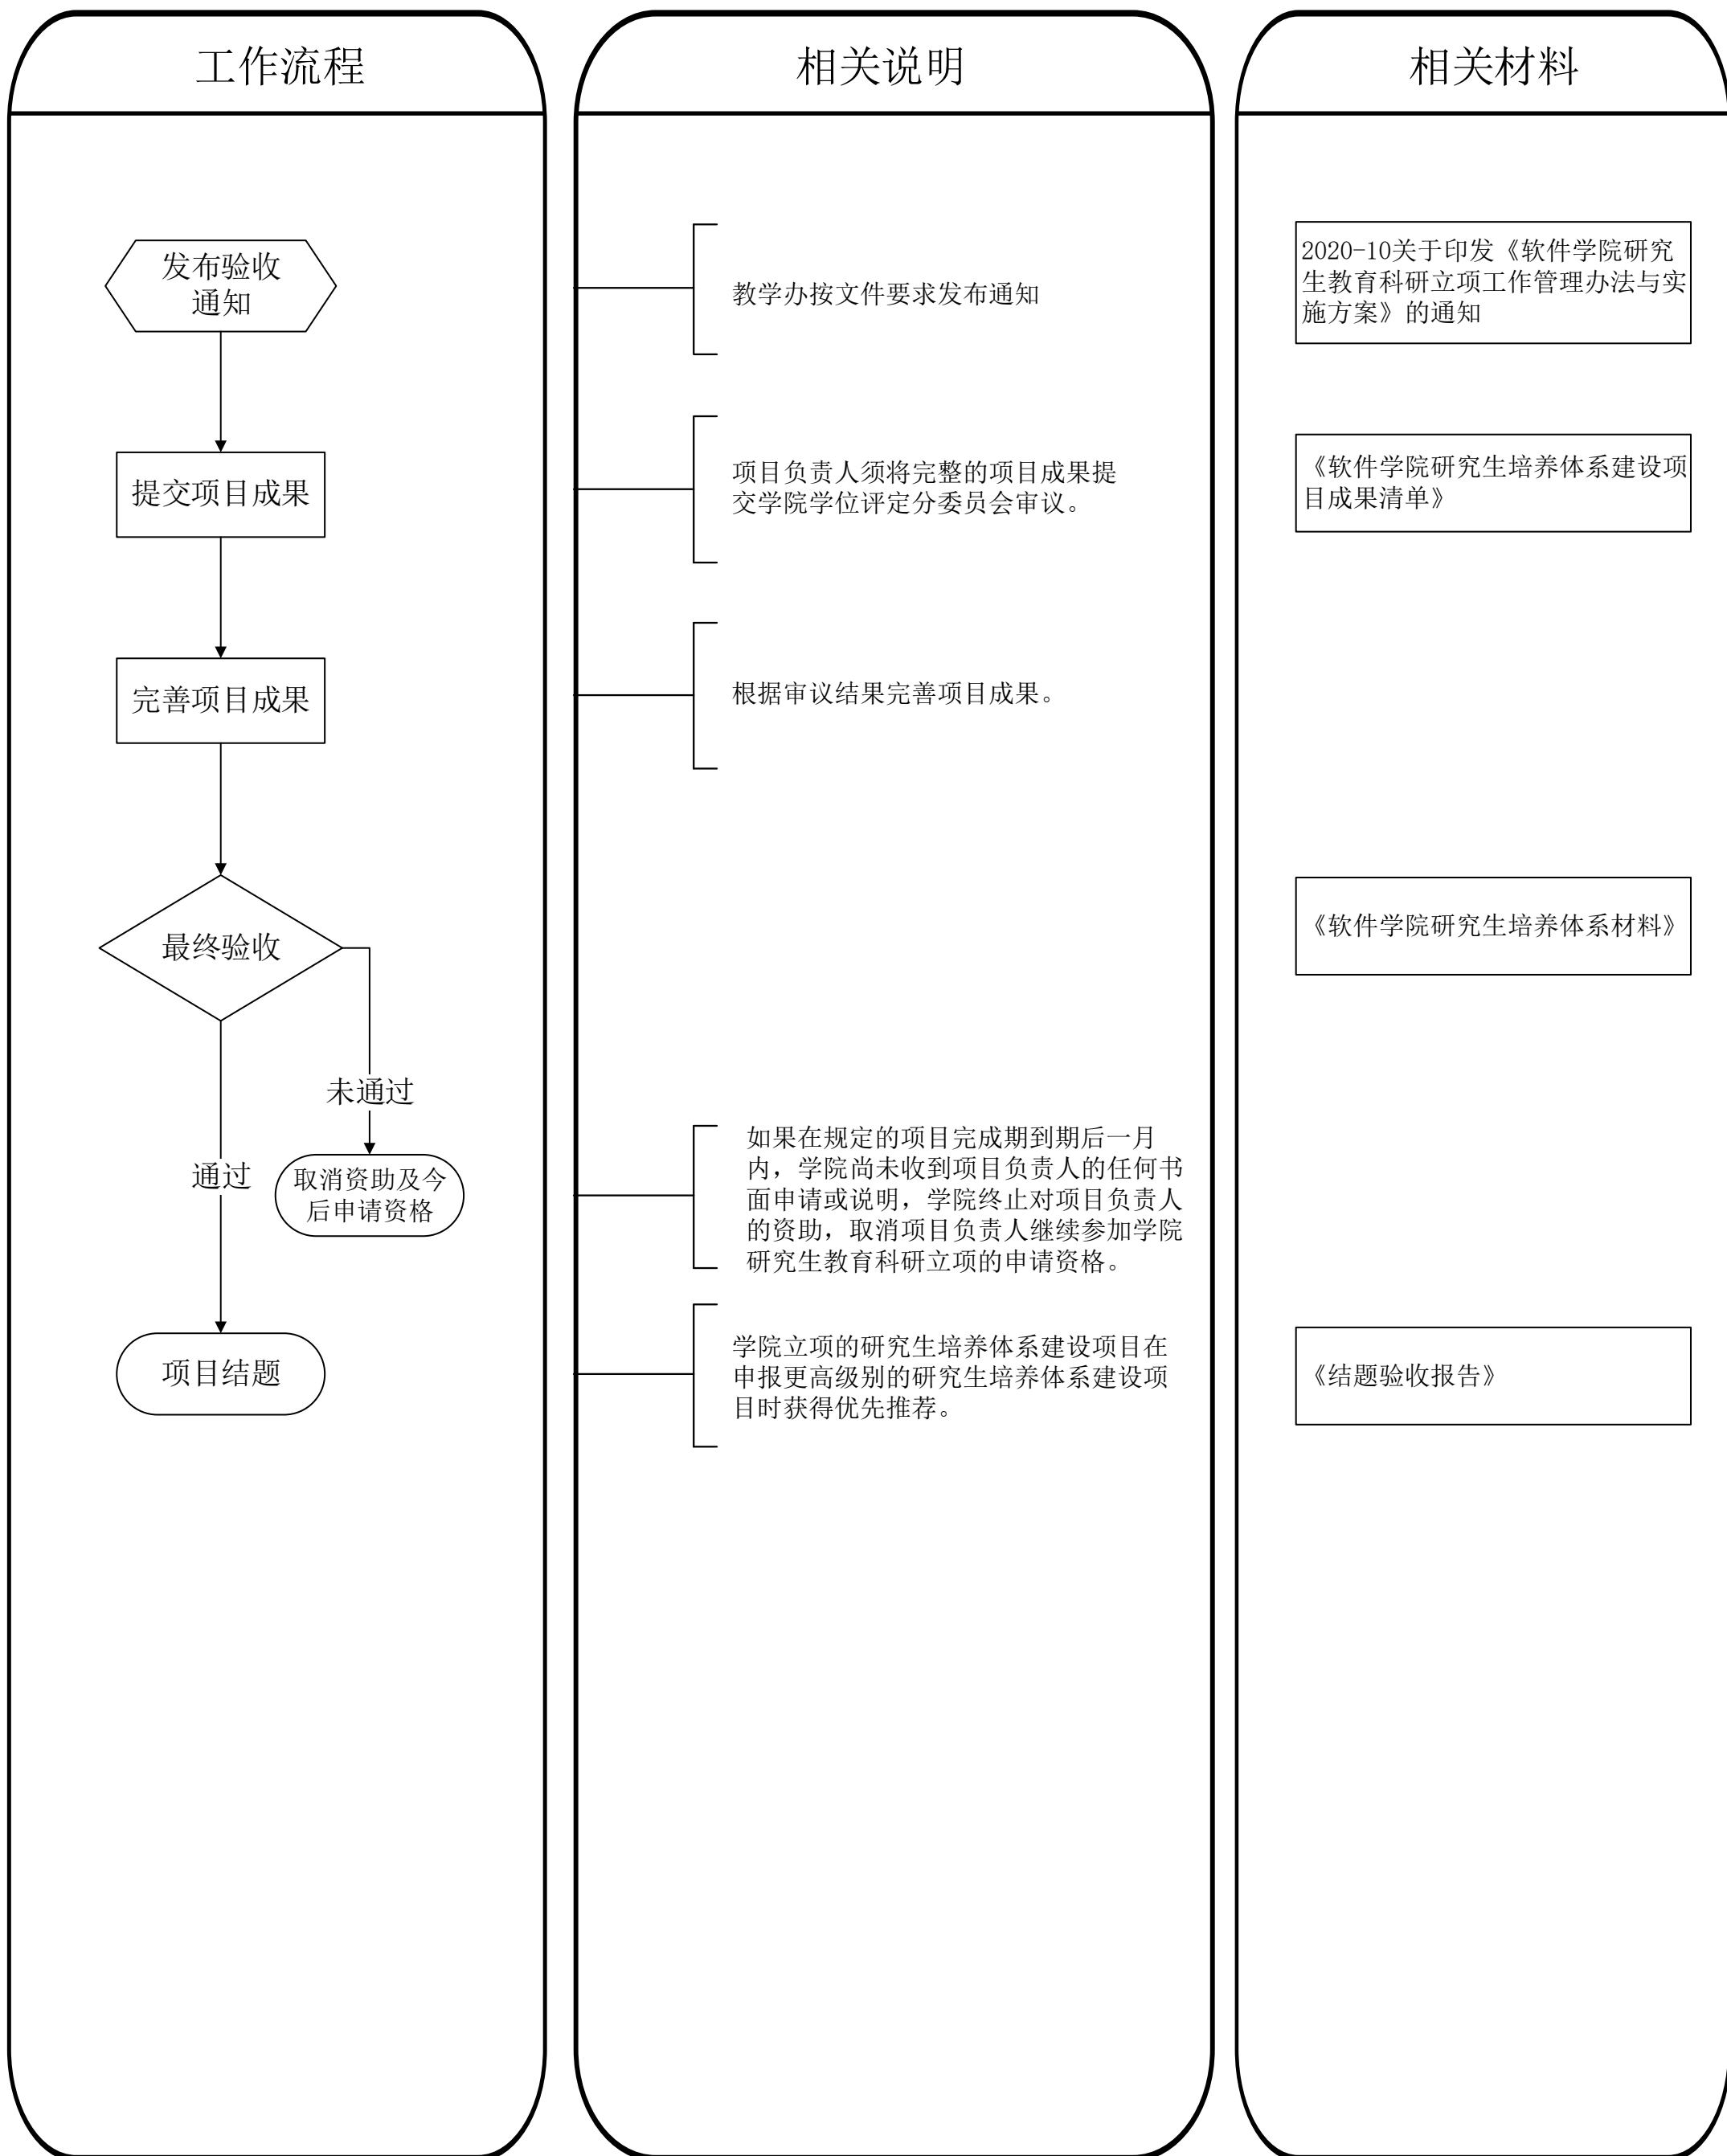 工作流程
发布验收
通知
提交项目成果
完善项目成果
最终验收
未通过
通过
取消资助及今
后申请资格
项目结题
相关说明
教学办按文件要求发布通知
项目负责人须将完整的项目成果提
交学院学位评定分委员会审议。
根据审议结果完善项目成果。
如果在规定的项目完成期到期后一月
内，学院尚未收到项目负责人的任何书
面申请或说明，学院终止对项目负责人
的资助，取消项目负责人继续参加学院
研究生教育科研立项的申请资格。
学院立项的研究生培养体系建设项目在
申报更高级别的研究生培养体系建设项
目时获得优先推荐。
相关材料
2020-10关于印发《软件学院研究
生教育科研立项工作管理办法与实
施方案》的通知
《软件学院研究生培养体系建设项
目成果清单》
《软件学院研究生培养体系材料》
《结题验收报告》